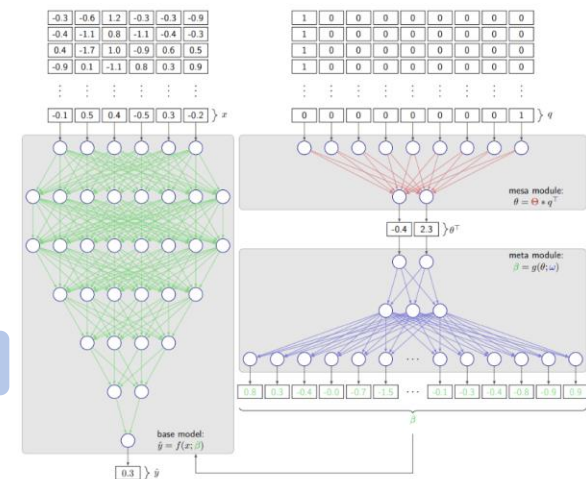 -0.3 -0.6 1.2 -0.3 -0.3 -0.9
-0.4 -1.1 0.8 -1.1 -0.4 -0.3
0.4 -1.7 1.0 -0.9 0.6 0.5
-0.9 0.1 -1.1 0.8 0.3 0.9
⋮ ⋮ ⋮ ⋮ ⋮ ⋮
-0.1 0.5 0.4 -0.5 0.3 -0.2 } x
1 0 0 0 0 0 0 0 0
1 0 0 0 0 0 0 0 0
1 0 0 0 0 0 0 0 0
1 0 0 0 0 0 0 0 0
⋮ ⋮ ⋮ ⋮ ⋮ ⋮ ⋮ ⋮ ⋮
0 0 0 0 0 0 0 0 1 } q
mesa module:
θ = Θ * q⊤
-0.4 2.3 } θ⊤
meta module:
β = g(θ; ω)
...
0.8 0.3 -0.4 -0.0 -0.7 -1.5 ... -0.1 -0.3 -0.4 -0.8 -0.9 0.9
β
base model:
ŷ = f(x; β)
0.3 } ŷ